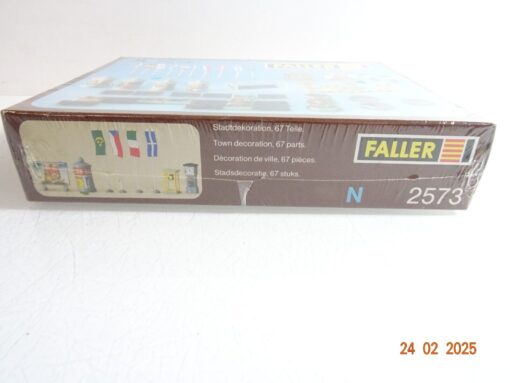 FALLER
Stadtdekoration, 67 Teile.
Town decoration, 67 parts.
Décoration de ville, 67 pièces.
Stadsdecoratie, 67 stuks.
FALLER
N
2573
24 02 2025